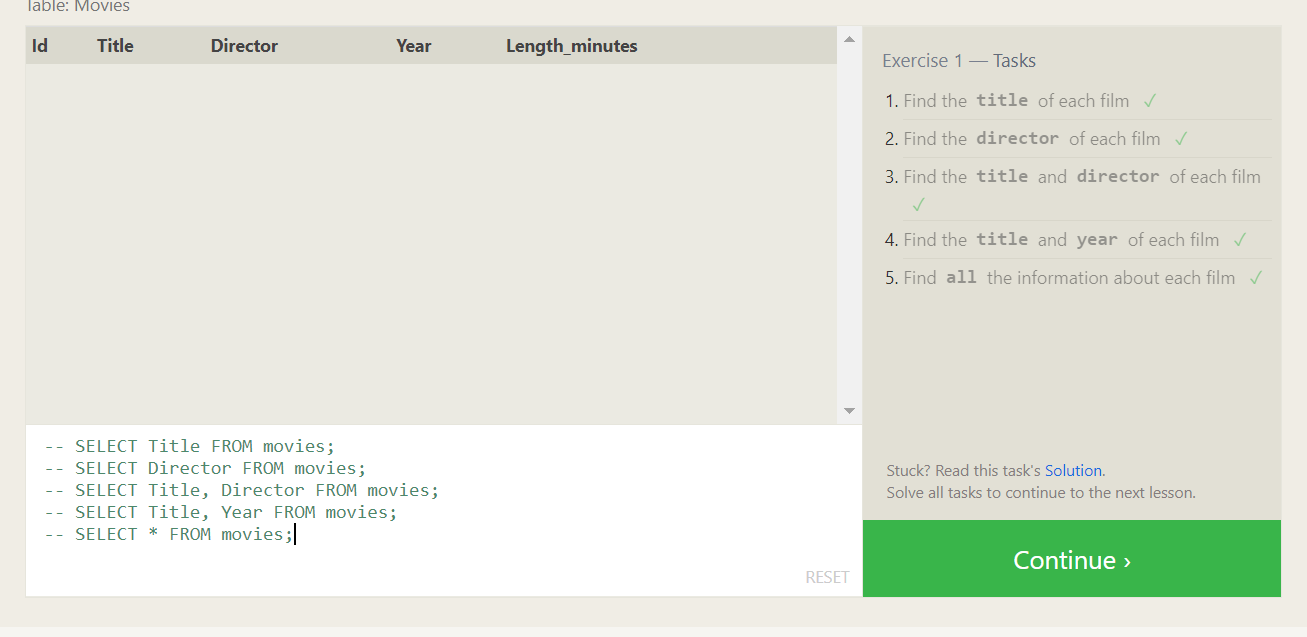 Table: Movies
Id Title Director Year Length_minutes
Exercise 1 — Tasks
1. Find the title of each film ✓
2. Find the director of each film ✓
3. Find the title and director of each film
✓
4. Find the title and year of each film ✓
5. Find all the information about each film ✓
-- SELECT Title FROM movies;
-- SELECT Director FROM movies;
-- SELECT Title, Director FROM movies;
-- SELECT Title, Year FROM movies;
-- SELECT * FROM movies;
RESET
Stuck? Read this task's Solution.
Solve all tasks to continue to the next lesson.
Continue ›